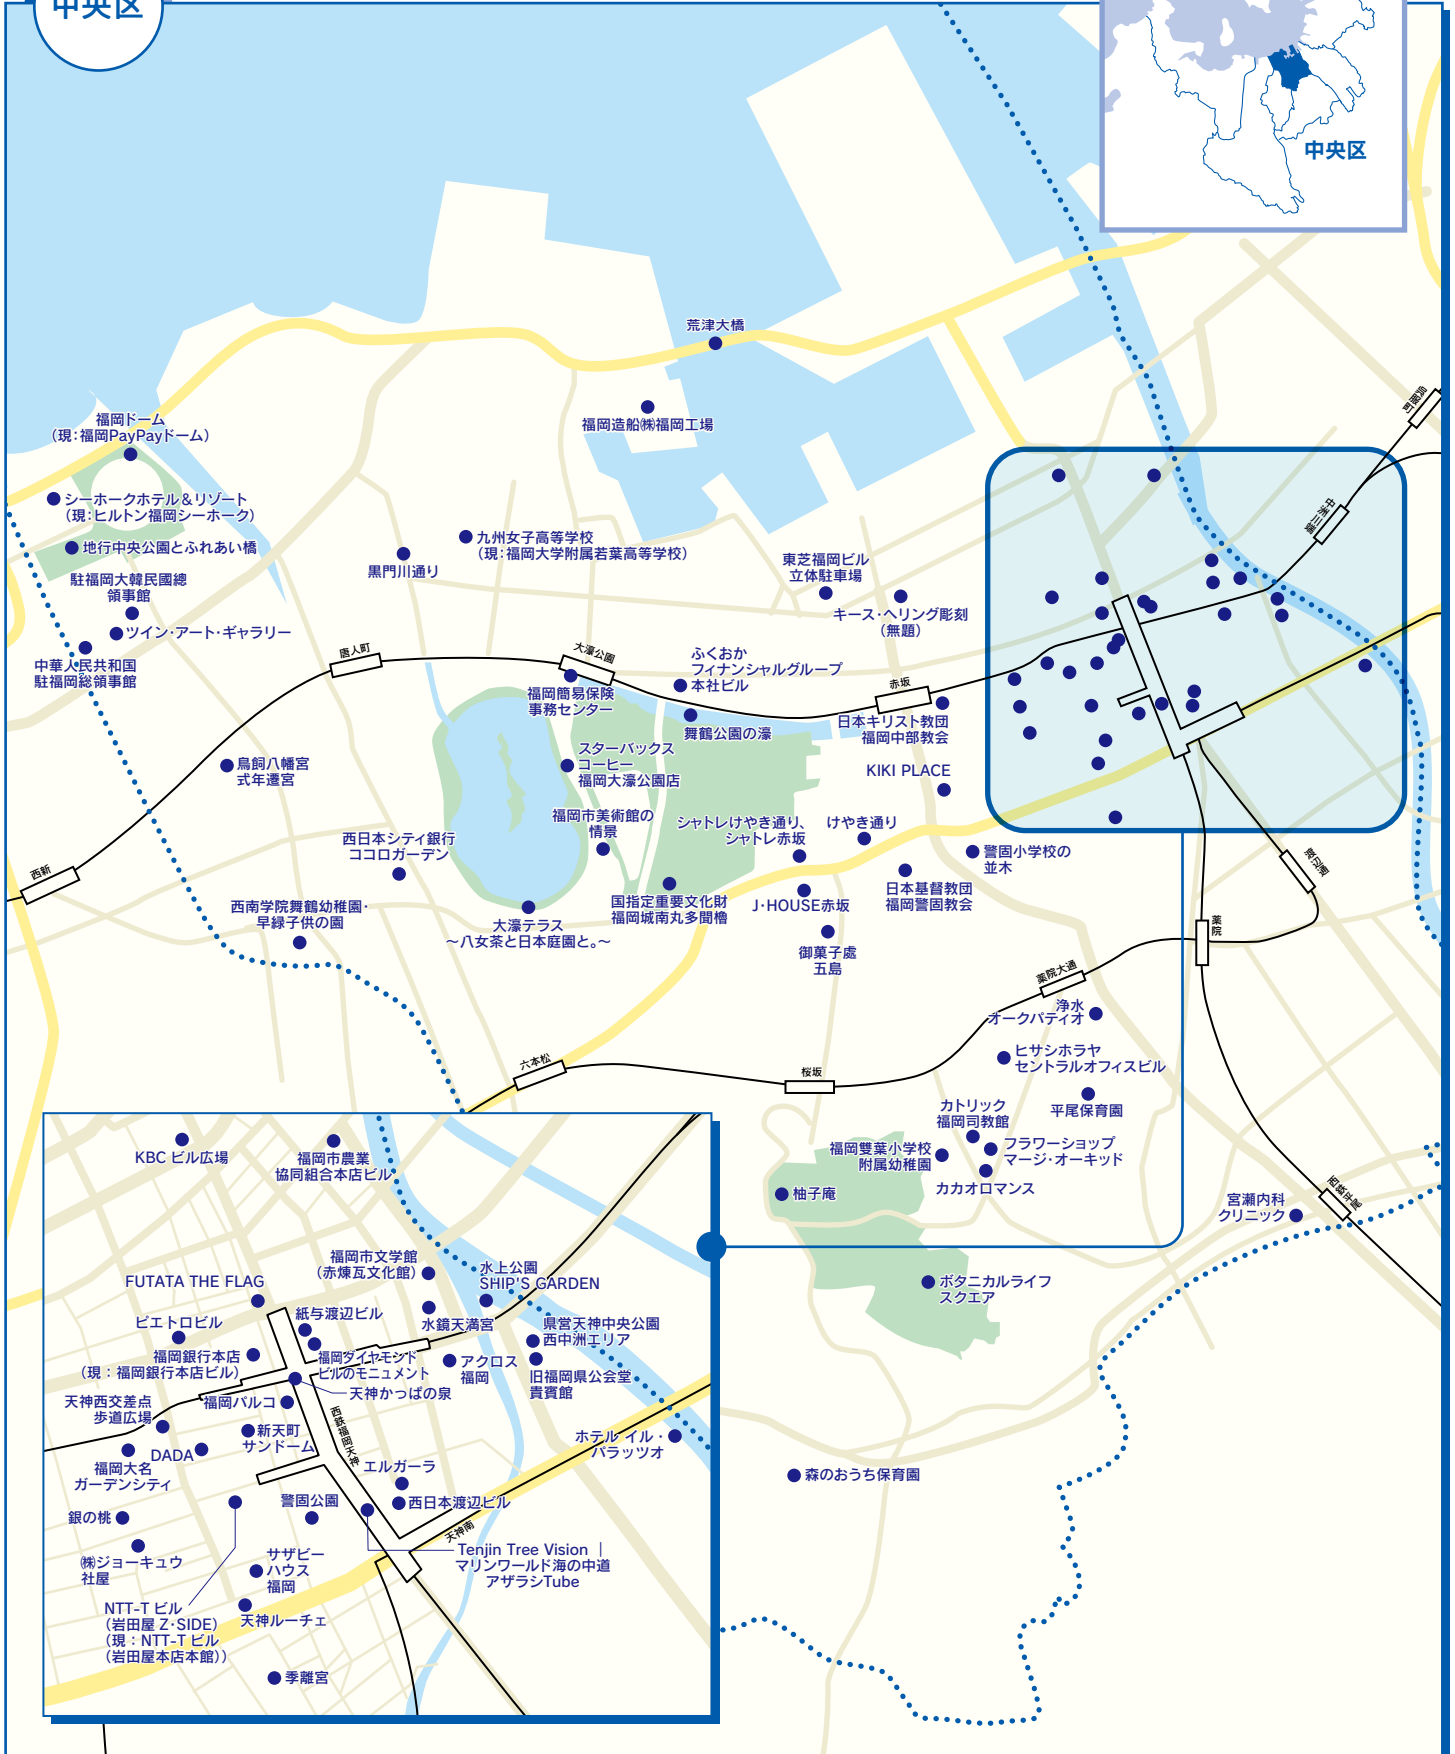 中央区
中央区
荒津大橋
福岡造船㈱福岡工場
福岡ドーム
（現：福岡PayPayドーム）
シーホークホテル＆リゾート
（現：ヒルトン福岡シーホーク）
地行中央公園とふれあい橋
駐福岡大韓民國總
領事館
ツイン・アート・ギャラリー
中華人民共和国
駐福岡総領事館
九州女子高等学校
（現：福岡大学附属若葉高等学校）
黒門川通り
東芝福岡ビル
立体駐車場
キース・ヘリング彫刻
（無題）
呉服町
中洲川端
唐人町
大濠公園
福岡簡易保険
事務センター
ふくおか
フィナンシャルグループ
本社ビル
舞鶴公園の濠
赤坂
日本キリスト教団
福岡中部教会
KIKI PLACE
鳥飼八幡宮
式年遷宮
スターバックス
コーヒー
福岡大濠公園店
福岡市美術館の
情景
シャトレけやき通り、
シャトレ赤坂
けやき通り
警固小学校の
並木
西日本シティ銀行
ココロガーデン
西新
西南学院舞鶴幼稚園・
早緑子供の園
大濠テラス
～八女茶と日本庭園と。～
国指定重要文化財
福岡城南丸多聞櫓
J・HOUSE赤坂
日本基督教団
福岡警固教会
御菓子處
五島
渡辺通
薬院
薬院大通
浄水
オークパティオ
ヒサシホラヤ
セントラルオフィスビル
平尾保育園
六本松
桜坂
カトリック
福岡司教館
福岡雙葉小学校
附属幼稚園
フラワーショップ
マージ・オーキッド
カカオロマンス
柚子庵
西鉄平尾
宮瀬内科
クリニック
ボタニカルライフ
スクエア
森のおうち保育園
KBC ビル広場
福岡市農業
協同組合本店ビル
福岡市文学館
（赤煉瓦文化館）
水上公園
SHIP'S GARDEN
FUTATA THE FLAG
紙与渡辺ビル
水鏡天満宮
県営天神中央公園
西中洲エリア
ピエトロビル
福岡銀行本店
（現：福岡銀行本店ビル）
福岡ダイヤモンド
ビルのモニュメント
アクロス
福岡
旧福岡県公会堂
貴賓館
天神かっぱの泉
天神西交差点
歩道広場
福岡パルコ
新天町
サンドーム
西鉄福岡天神
ホテル イル・
パラッツオ
DADA
福岡大名
ガーデンシティ
エルガーラ
警固公園
西日本渡辺ビル
銀の桃
天神南
㈱ジョーキュウ
社屋
サザビー
ハウス
福岡
Tenjin Tree Vision ｜
マリンワールド海の中道
アザラシTube
NTT-T ビル
（岩田屋 Z・SIDE）
（現：NTT-T ビル
（岩田屋本店本館））
天神ルーチェ
季離宮